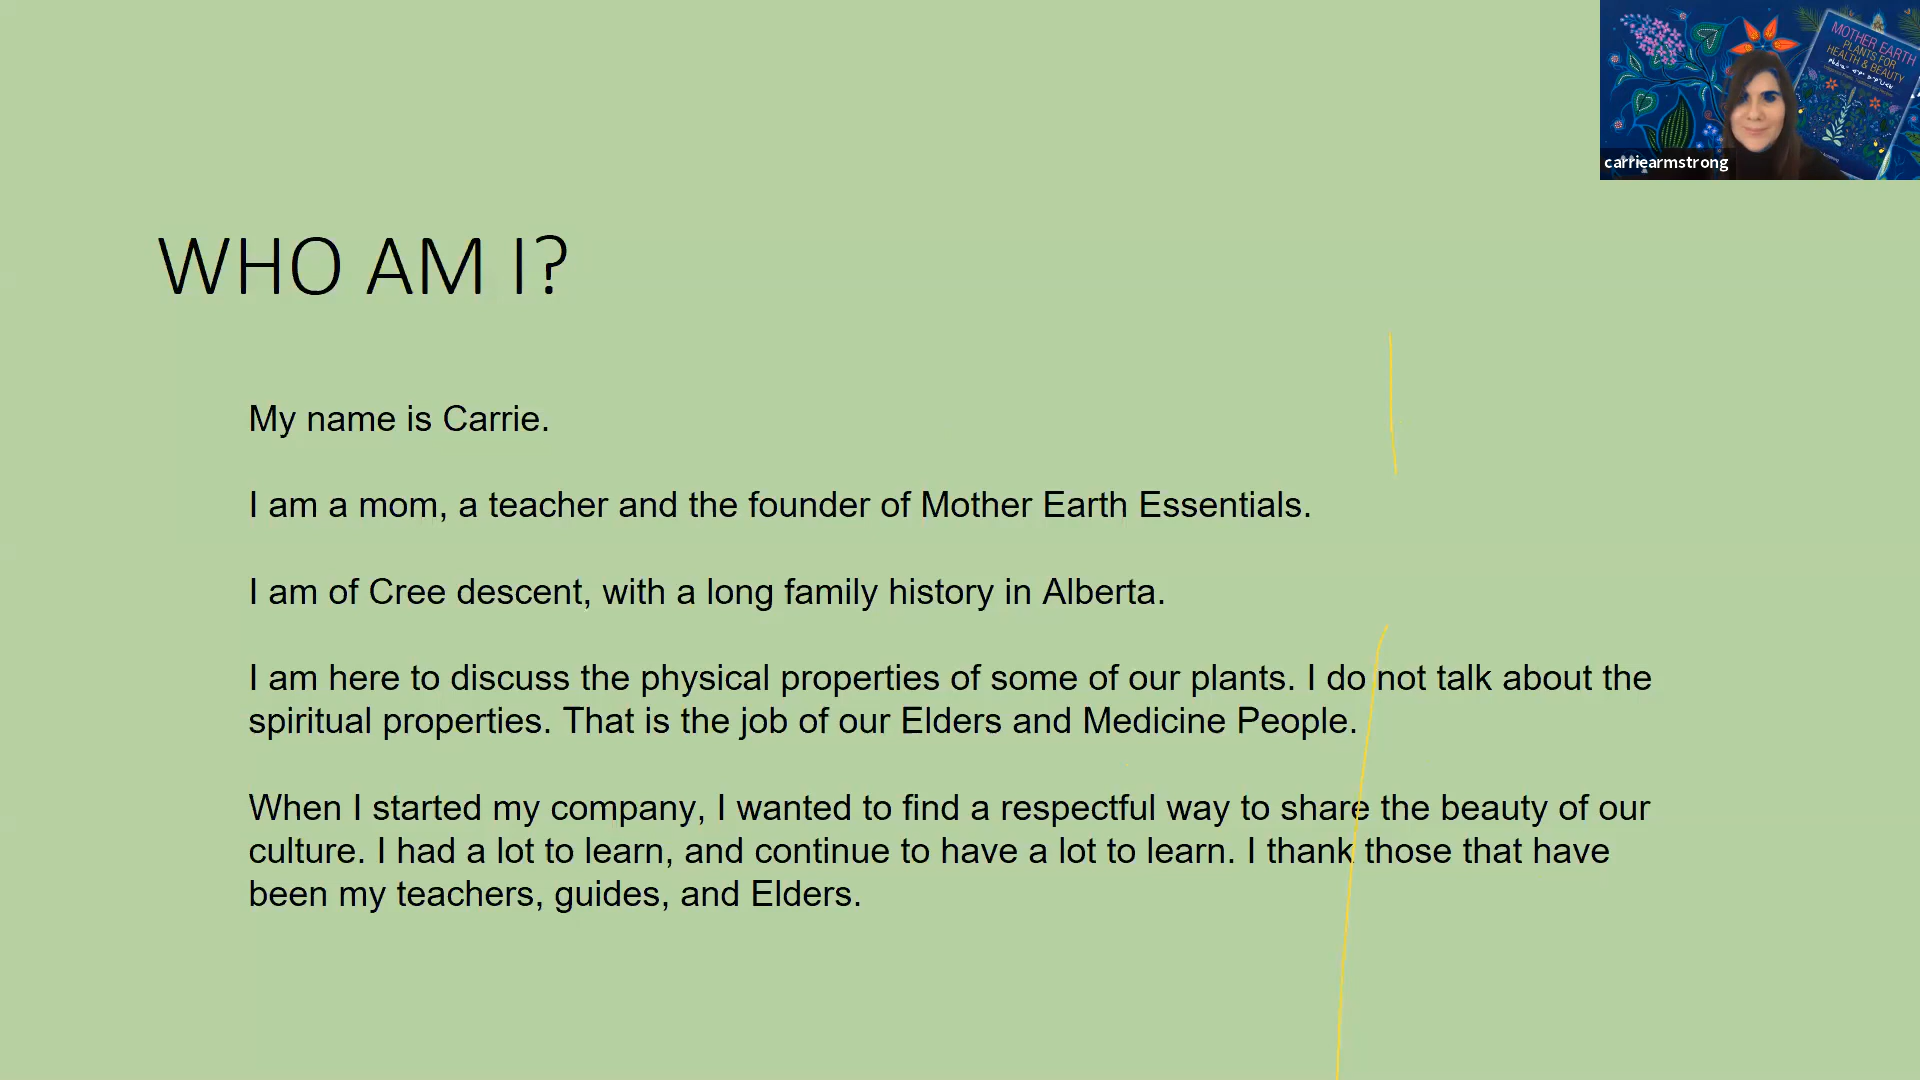 MOTHER EARTH
PLANTS FOR
HEALTH & BEAUTY
carriearmstrong
WHO AM I?
My name is Carrie.
I am a mom, a teacher and the founder of Mother Earth Essentials.
I am of Cree descent, with a long family history in Alberta.
I am here to discuss the physical properties of some of our plants. I do not talk about the
spiritual properties. That is the job of our Elders and Medicine People.
When I started my company, I wanted to find a respectful way to share the beauty of our
culture. I had a lot to learn, and continue to have a lot to learn. I thank those that have
been my teachers, guides, and Elders.